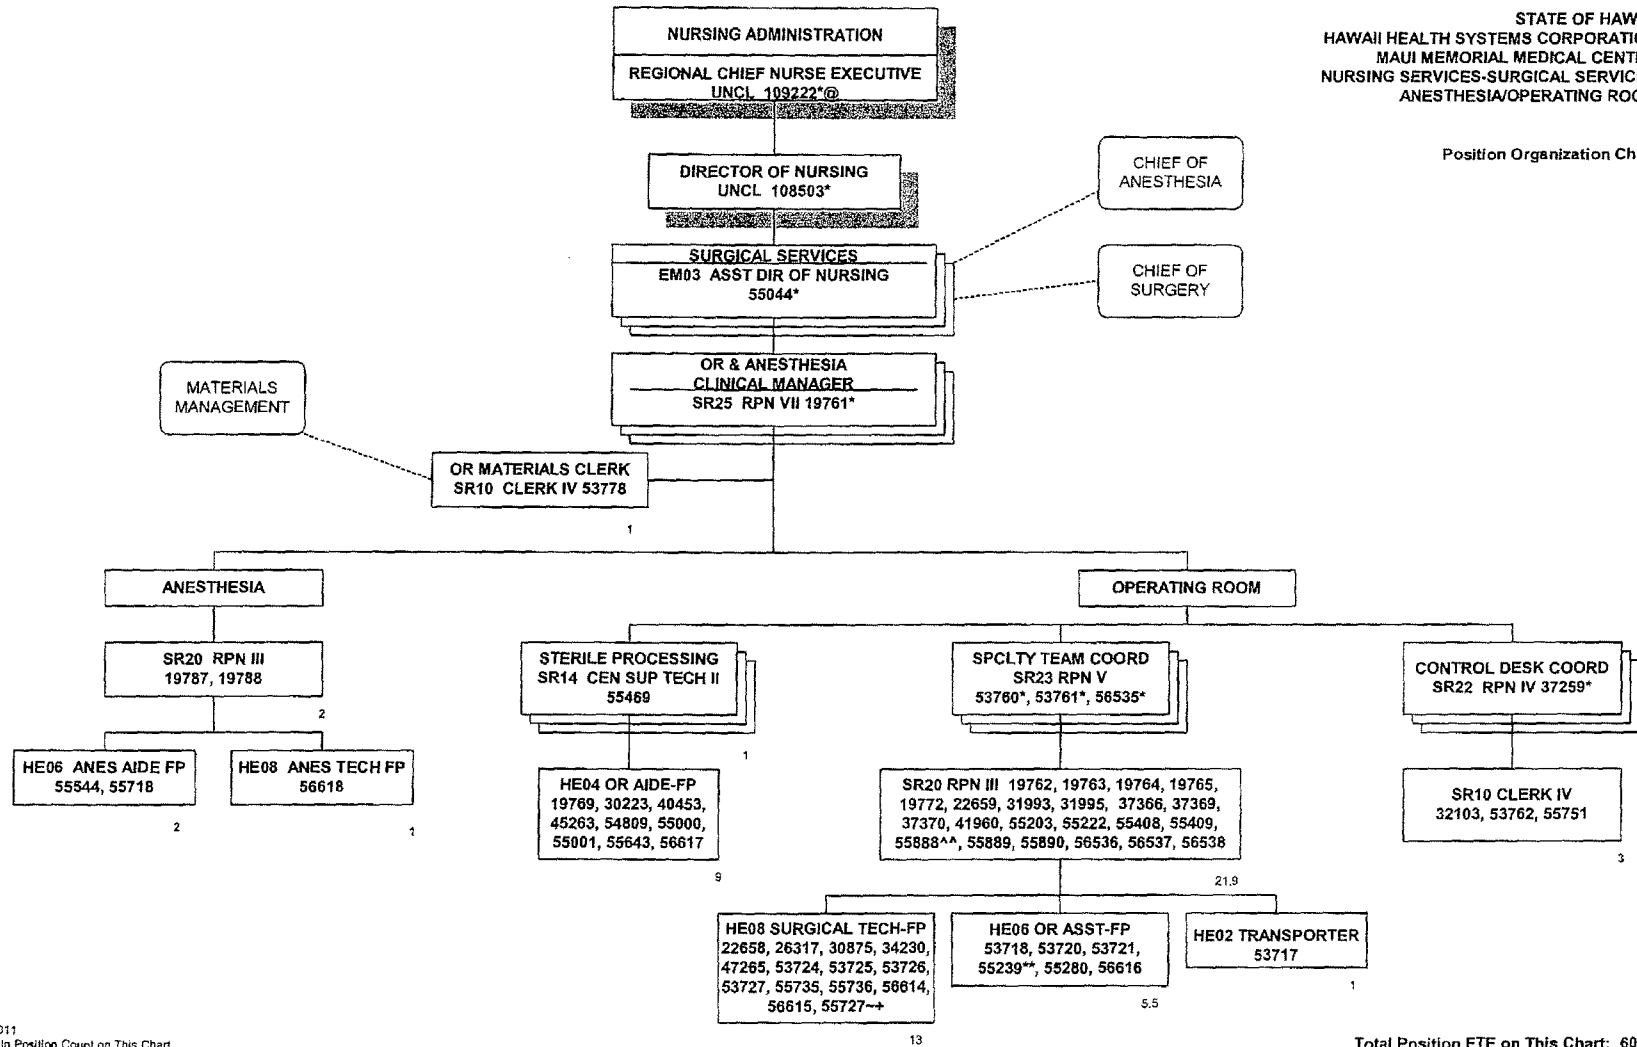 STATE OF HAW
HAWAII HEALTH SYSTEMS CORPORATI
MAUI MEMORIAL MEDICAL CENT
NURSING SERVICES-SURGICAL SERVIC
ANESTHESIA/OPERATING ROO
Position Organization Ch
NURSING ADMINISTRATION
REGIONAL CHIEF NURSE EXECUTIVE
UNCL 109222*@
DIRECTOR OF NURSING
UNCL 108503*
CHIEF OF
ANESTHESIA
SURGICAL SERVICES
EM03 ASST DIR OF NURSING
55044*
CHIEF OF
SURGERY
OR & ANESTHESIA
CLINICAL MANAGER
SR25 RPN VII 19761*
MATERIALS
MANAGEMENT
OR MATERIALS CLERK
SR10 CLERK IV 53778
1
ANESTHESIA
OPERATING ROOM
SR20 RPN III
19787, 19788
2
HE06 ANES AIDE FP
55544, 55718
2
HE08 ANES TECH FP
56618
1
STERILE PROCESSING
SR14 CEN SUP TECH II
55469
1
HE04 OR AIDE-FP
19769, 30223, 40453,
45263, 54809, 55000,
55001, 55643, 56617
9
SPCLTY TEAM COORD
SR23 RPN V
53760*, 53761*, 56535*
SR20 RPN III 19762, 19763, 19764, 19765,
19772, 22659, 31993, 31995, 37366, 37369,
37370, 41960, 55203, 55222, 55408, 55409,
55888^^, 55889, 55890, 56536, 56537, 56538
21.9
HE08 SURGICAL TECH-FP
22658, 26317, 30875, 34230,
47265, 53724, 53725, 53726,
53727, 55735, 55736, 56614,
56615, 55727~+
13
HE06 OR ASST-FP
53718, 53720, 53721,
55239**, 55280, 56616
5.5
HE02 TRANSPORTER
53717
1
CONTROL DESK COORD
SR22 RPN IV 37259*
SR10 CLERK IV
32103, 53762, 55751
3
011
In Position Count on This Chart
Total Position FTE on This Chart: 60